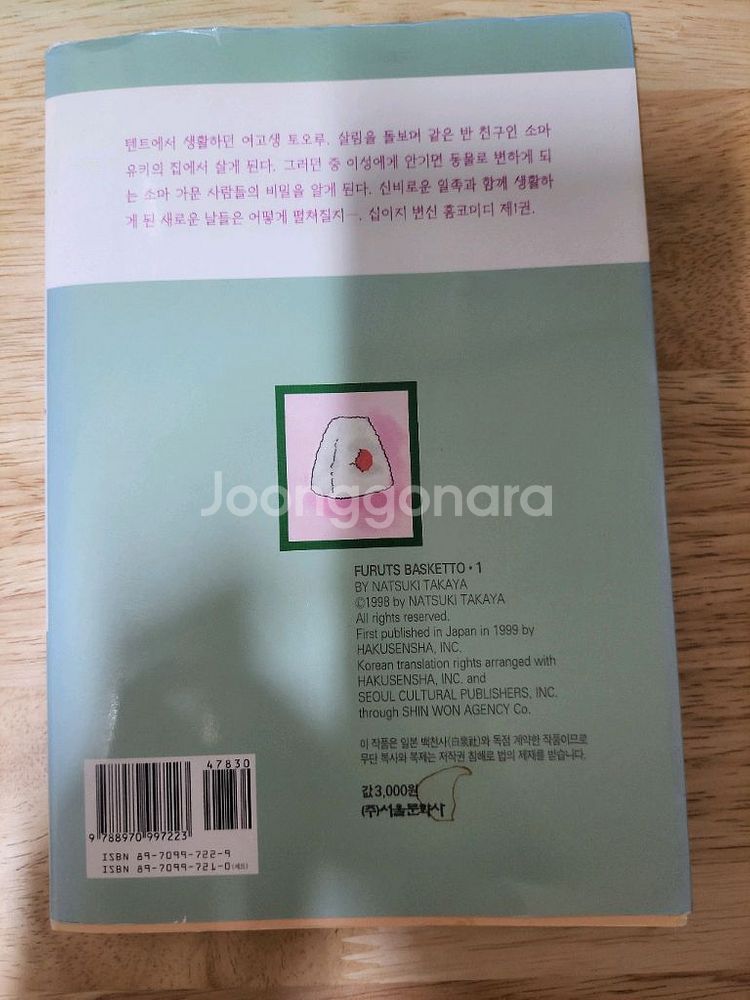 텐트에서 생활하던 여고생 토오루. 살림을 돌보며 같은 반 친구인 소마
유키의 집에서 살게 된다. 그러던 중 이성에게 안기면 동물로 변하게 되
는 소마 가문 사람들의 비밀을 알게 된다. 신비로운 일족과 함께 생활하
게 된 새로운 날들은 어떻게 펼쳐질지—. 십이지 변신 홈코미디 제1권.
Joonggonara
FURUTS BASKETTO • 1
BY NATSUKI TAKAYA
©1998 by NATSUKI TAKAYA
All rights reserved.
First published in Japan in 1999 by
HAKUSENSHA, INC.
Korean translation rights arranged with
HAKUSENSHA, INC. and
SEOUL CULTURAL PUBLISHERS, INC.
through SHIN WON AGENCY Co.
이 작품은 일본 백천사(白泉社)와 독점 계약한 작품이므로
무단 복사와 복제는 저작권 침해로 법의 제재를 받습니다.
값 3,000원
(주)서울문화사
47830
9 788970 997223
ISBN 89-7099-722-9
ISBN 89-7099-721-0(세트)